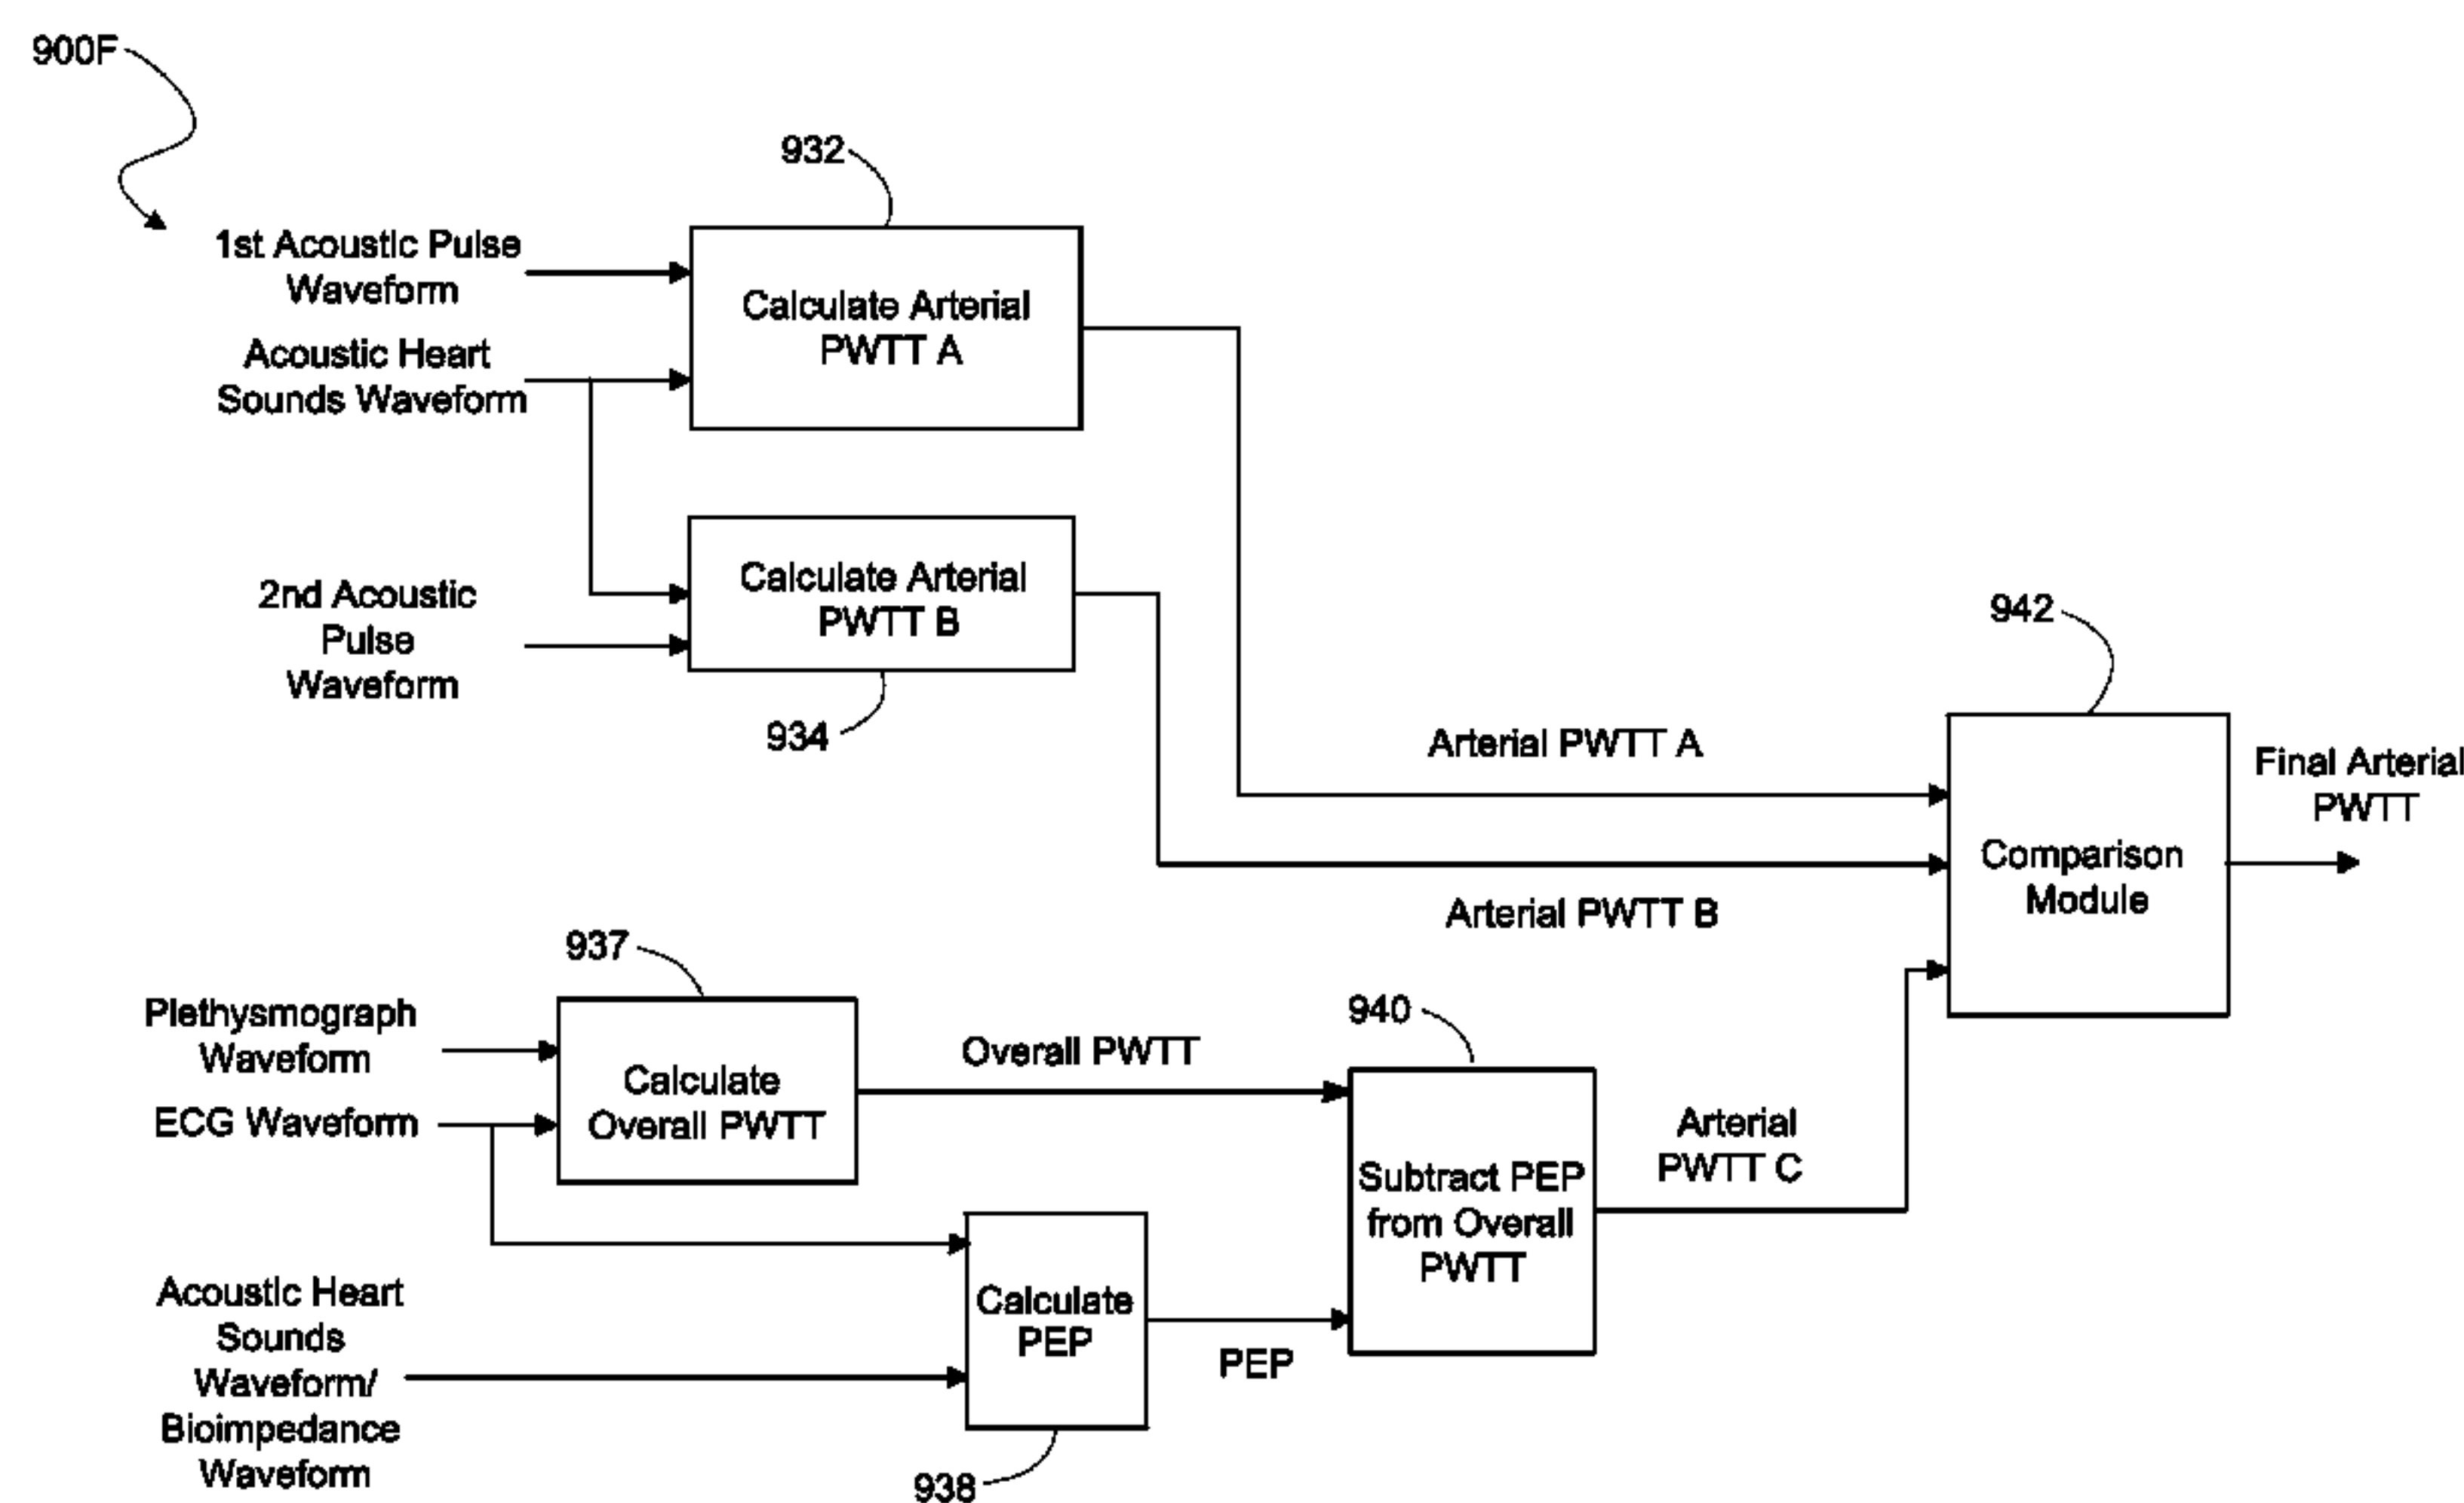 900F
932
1st Acoustic Pulse
Waveform
Acoustic Heart
Sounds Waveform
Calculate Arterial
PWTT A
2nd Acoustic
Pulse
Waveform
Calculate Arterial
PWTT B
934
942
Arterial PWTT A
Arterial PWTT B
Comparison
Module
Final Arterial
PWTT
937
Plethysmograph
Waveform
ECG Waveform
Calculate
Overall PWTT
Overall PWTT
940
Subtract PEP
from Overall
PWTT
Arterial
PWTT C
Acoustic Heart
Sounds
Waveform/
Bioimpedance
Waveform
Calculate
PEP
PEP
938